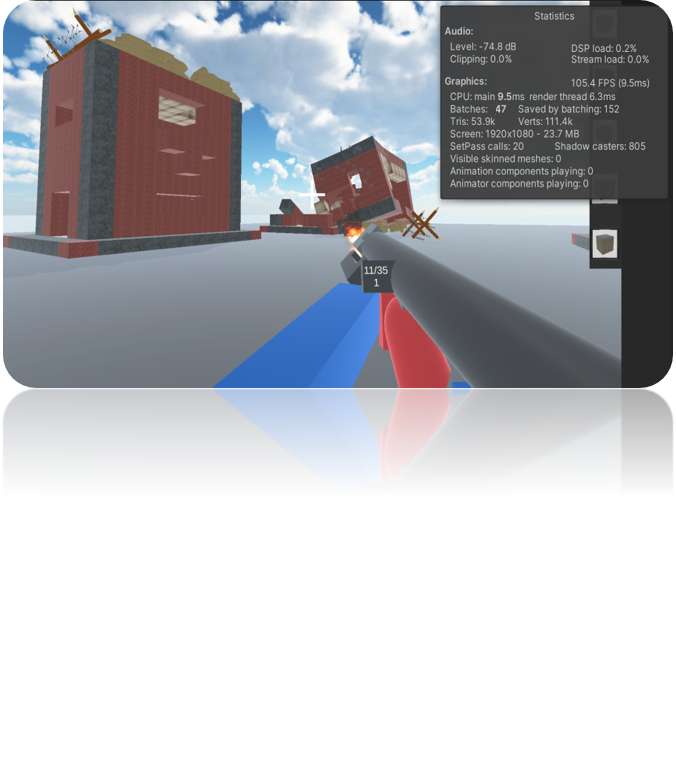 Statistics
Audio:
Level: -74.8 dB DSP load: 0.2%
Clipping: 0.0% Stream load: 0.0%
Graphics: 105.4 FPS (9.5ms)
CPU: main 9.5ms render thread 6.3ms
Batches: 47 Saved by batching: 152
Tris: 53.9k Verts: 111.4k
Screen: 1920x1080 - 23.7 MB
SetPass calls: 20 Shadow casters: 805
Visible skinned meshes: 0
Animation components playing: 0
Animator components playing: 0
11/35
1